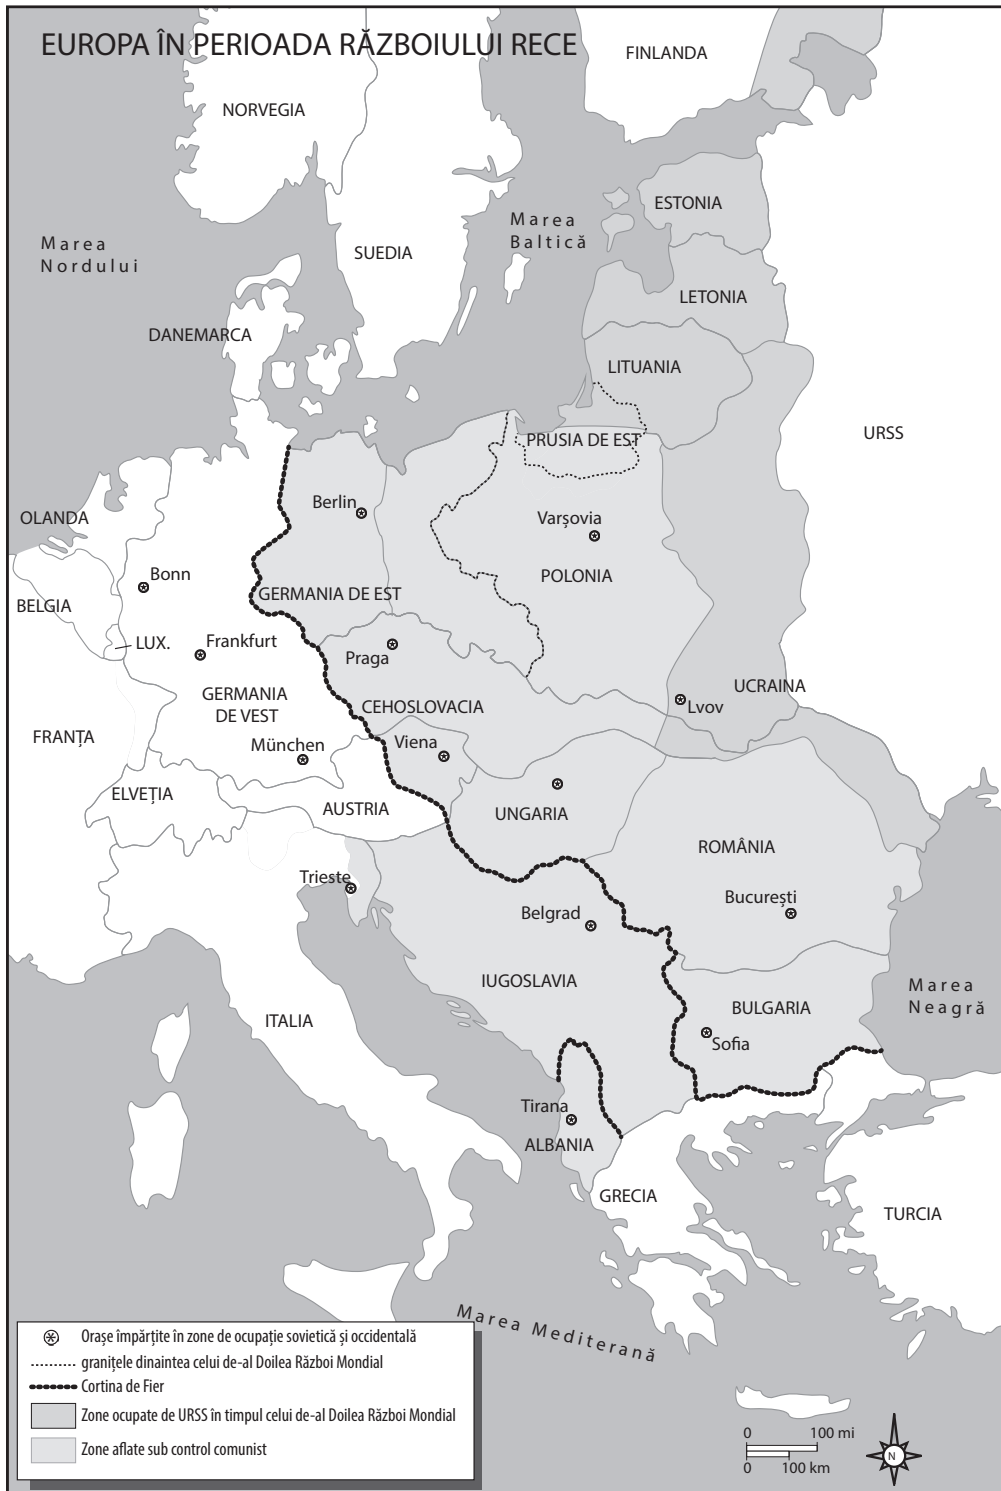 EUROPA ÎN PERIOADA RĂZBOIULUI RECE
FINLANDA
NORVEGIA
ESTONIA
Marea
Baltică
Marea
Nordului
SUEDIA
LETONIA
DANEMARCA
LITUANIA
URSS
PRUSIA DE EST
Berlin
OLANDA
Varșovia
Bonn
POLONIA
GERMANIA DE EST
BELGIA
LUX.
Frankfurt
Praga
UCRAINA
GERMANIA
DE VEST
CEHOSLOVACIA
Lvov
FRANȚA
München
Viena
ELVEȚIA
AUSTRIA
UNGARIA
ROMÂNIA
Trieste
București
Belgrad
IUGOSLAVIA
Marea
Neagră
BULGARIA
ITALIA
Sofia
Tirana
ALBANIA
GRECIA
TURCIA
Marea Mediterană
Orașe împărțite în zone de ocupație sovietică și occidentală
granițele dinaintea celui de-al Doilea Război Mondial
Cortina de Fier
Zone ocupate de URSS în timpul celui de-al Doilea Război Mondial
Zone aflate sub control comunist
0 100 mi
0 100 km
N